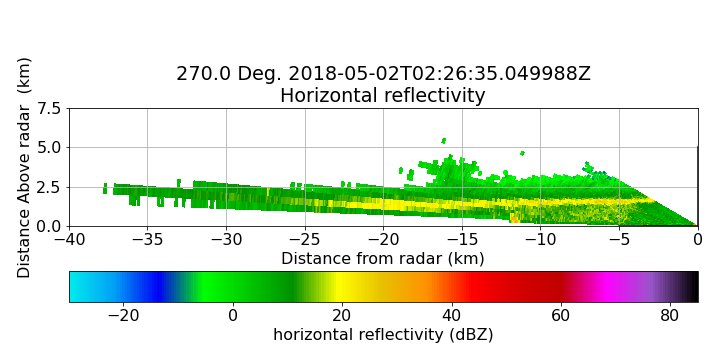 270.0 Deg. 2018-05-02T02:26:35.049988Z
Horizontal reflectivity
Distance Above radar  (km)
7.5
5.0
2.5
0.0
−40 −35 −30 −25 −20 −15 −10 −5 0
Distance from radar (km)
−20 0 20 40 60 80
horizontal reflectivity (dBZ)